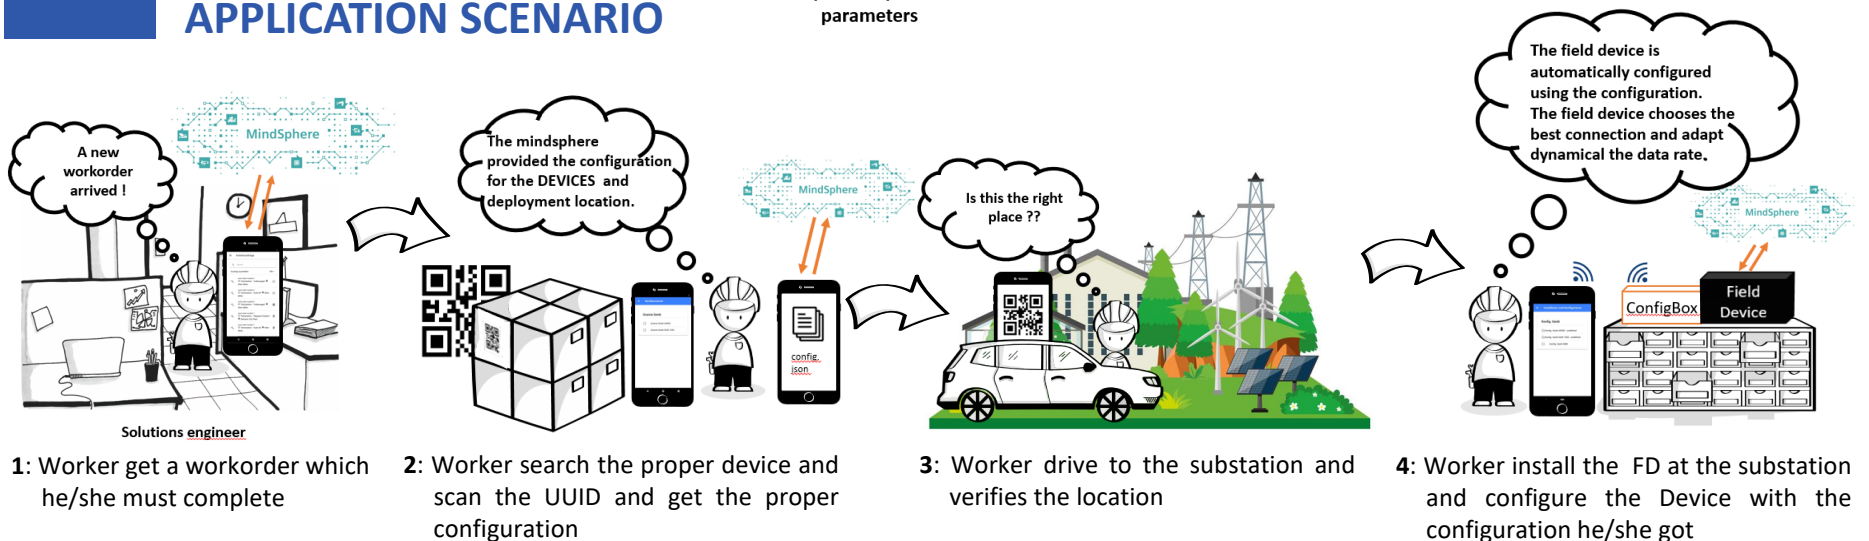 APPLICATION SCENARIO
parameters
A new
workorder
arrived !
MindSphere
Solutions engineer
1: Worker get a workorder which
he/she must complete
The mindsphere
provided the configuration
for the DEVICES and
deployment location.
MindSphere
config.
json
2: Worker search the proper device and
scan the UUID and get the proper
configuration
Is this the right
place ??
3: Worker drive to the substation and
verifies the location
The field device is
automatically configured
using the configuration.
The field device chooses the
best connection and adapt
dynamical the data rate.
MindSphere
ConfigBox
Field
Device
4: Worker install the FD at the substation
and configure the Device with the
configuration he/she got